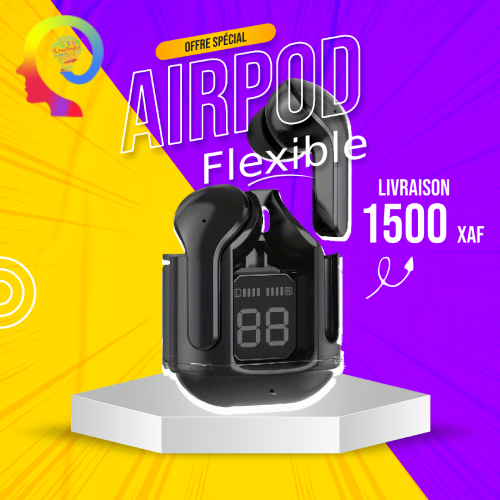 OFFRE SPÉCIAL
AIRPOD
Flexible
LIVRAISON
1500 XAF
L R
88